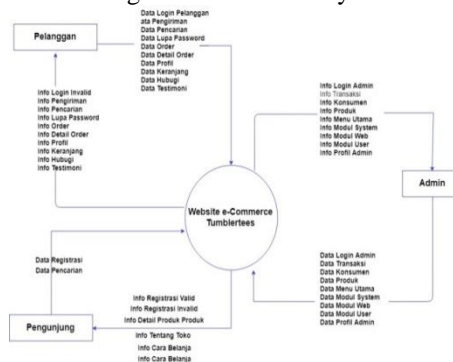 Pelanggan
Data Login Pelanggan
ata Pengiriman
Data Pencarian
Data Lupa Password
Data Order
Data Detail Order
Data Profil
Data Keranjang
Data Hubugi
Data Testimoni
Info Login Invalid
Info Pengiriman
Info Pencarian
Info Lupa Password
Info Order
Info Detail Order
Info Profil
Info Keranjang
Info Hubugi
Info Testimoni
Info Login Admin
Info Transaksi
Info Konsumen
Info Produk
Info Menu Utama
Info Modul System
Info Modul Web
Info Modul User
Info Profil Admin
Admin
Website e-Commerce
Tumblertees
Data Registrasi
Data Pencarian
Data Login Admin
Data Transaksi
Data Konsumen
Data Produk
Data Menu Utama
Data Modul System
Data Modul Web
Data Modul User
Data Profil Admin
Pengunjung
Info Registrasi Valid
Info Registrasi Invalid
Info Detail Produk Produk
Info Tentang Toko
Info Cara Belanja
Info Cara Belanja